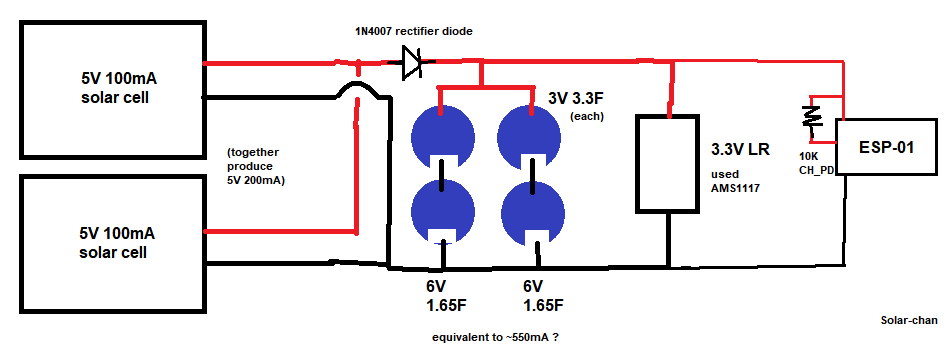 1N4007 rectifier diode
5V 100mA
solar cell
3V 3.3F
(each)
(together
produce
5V 200mA)
3.3V LR
used
AMS1117
10K
CH_PD
ESP-01
5V 100mA
solar cell
6V
1.65F
6V
1.65F
Solar-chan
equivalent to ~550mA ?